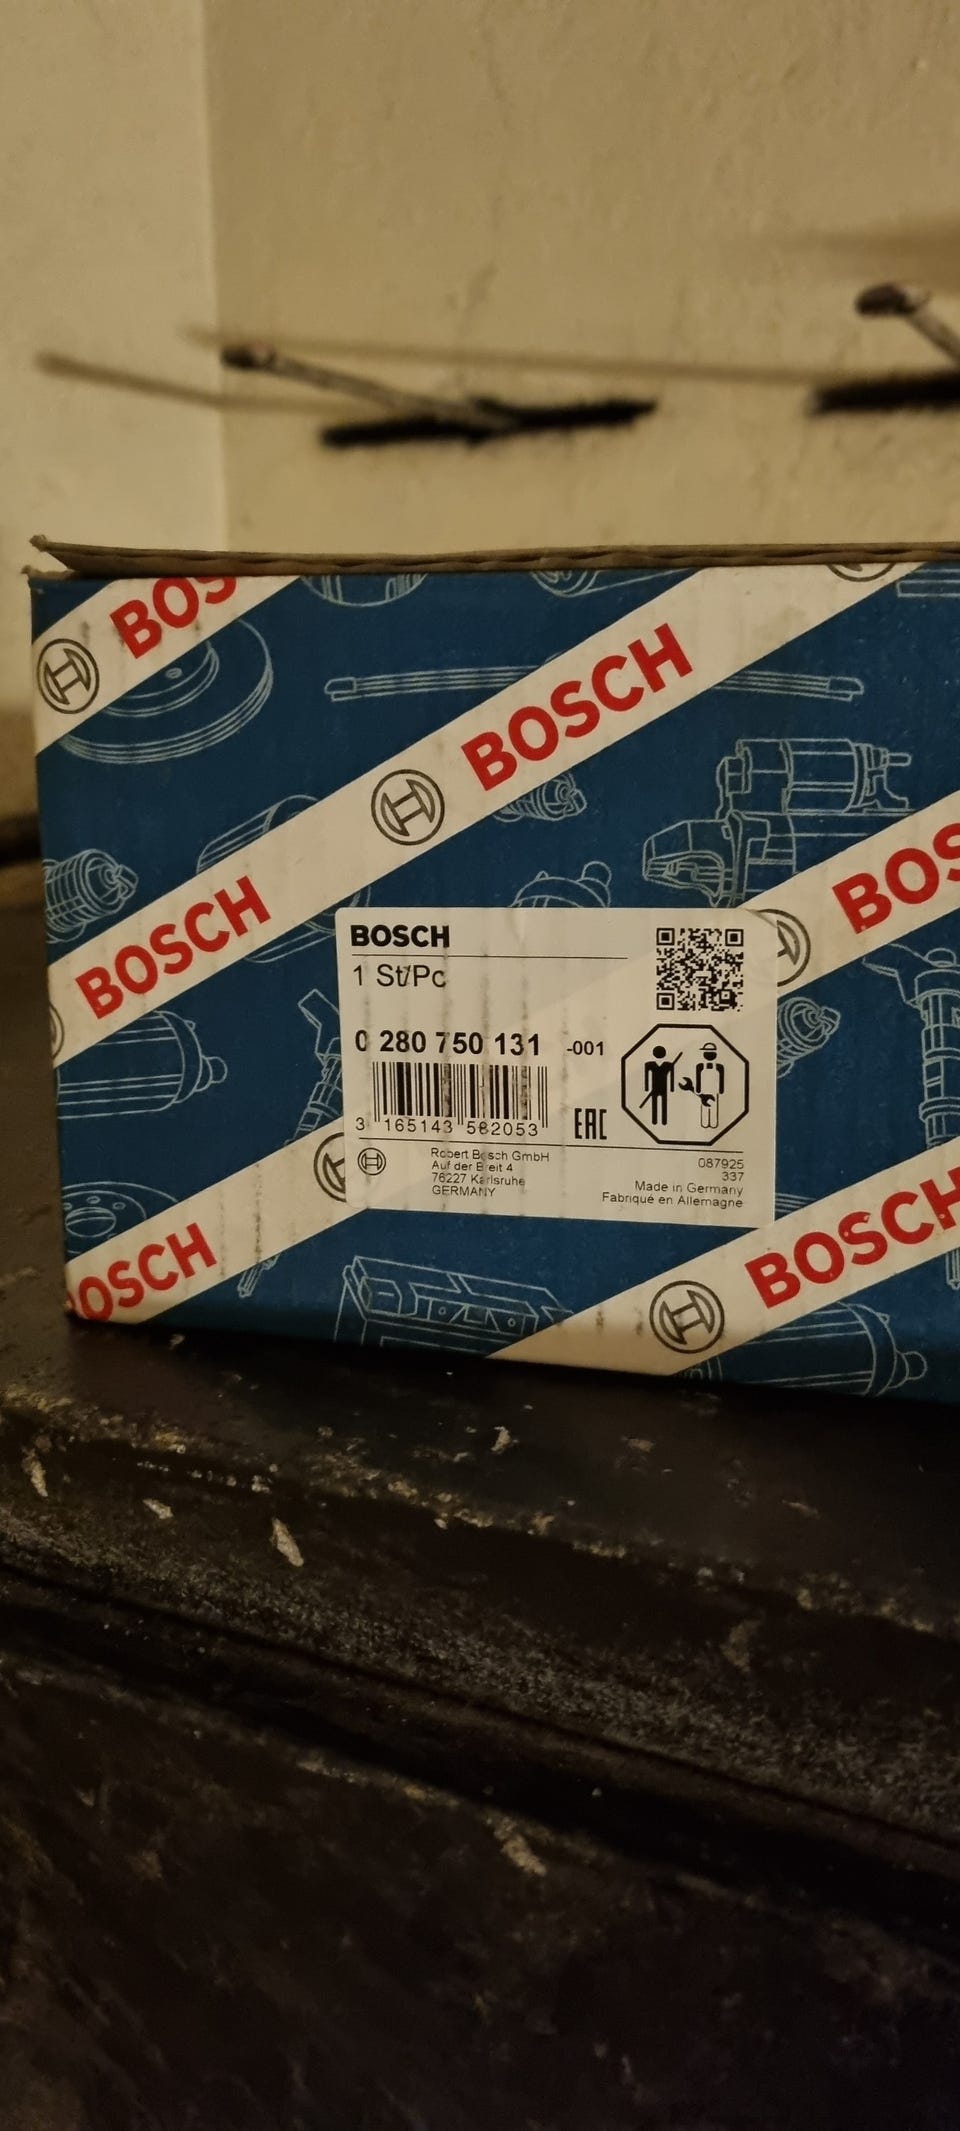 BOS
BOSCH
BOSCH
BOS
BOSCH
1 St/Pc
0 280 750 131 -001
3 165143 582053
EAC
Robert Bosch GmbH
Auf der Breit 4
76227 Karlsruhe
GERMANY
087925
337
Made in Germany
Fabriqué en Allemagne
OSCH
BOSCH